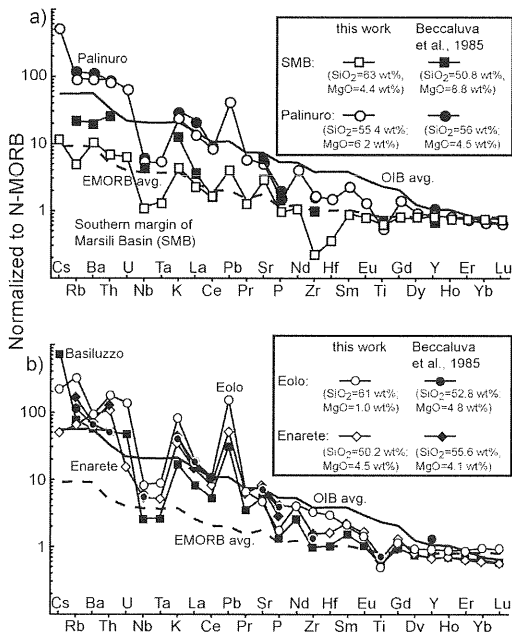 Normalized to N-MORB
a)
this work
Beccaluva et al., 1985
SMB:
(SiO2=63 wt%, MgO=4.4 wt%)
(SiO2=50.8 wt%, MgO=6.8 wt%)
Palinuro:
(SiO2=55.4 wt%; MgO=6.2 wt%)
(SiO2=56 wt%; MgO=4.5 wt%)
100
10
1
Palinuro
EMORB avg.
OIB avg.
Southern margin of
Marsili Basin (SMB)
Cs Ba U Ta La Pb Sr Nd Hf Eu Gd Y Er Lu
Rb Th Nb K Ce Pr P Zr Sm Ti Dy Ho Yb
b)
this work
Beccaluva et al., 1985
Eolo:
(SiO2=61 wt%; MgO=1.0 wt%)
(SiO2=52.8 wt%; MgO=4.8 wt%)
Enarete:
(SiO2=50.2 wt%; MgO=4.5 wt%)
(SiO2=55.6 wt%; MgO=4.1 wt%)
100
10
1
Basiluzzo
Eolo
Enarete
OIB avg.
EMORB avg.
Cs Ba U Ta La Pb Sr Nd Hf Eu Gd Y Er Lu
Rb Th Nb K Ce Pr P Zr Sm Ti Dy Ho Yb